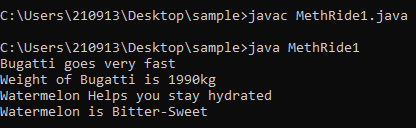 C:\Users\210913\Desktop\sample>javac MethRide1.java
C:\Users\210913\Desktop\sample>java MethRide1
Bugatti goes very fast
Weight of Bugatti is 1990kg
Watermelon Helps you stay hydrated
Watermelon is Bitter-Sweet